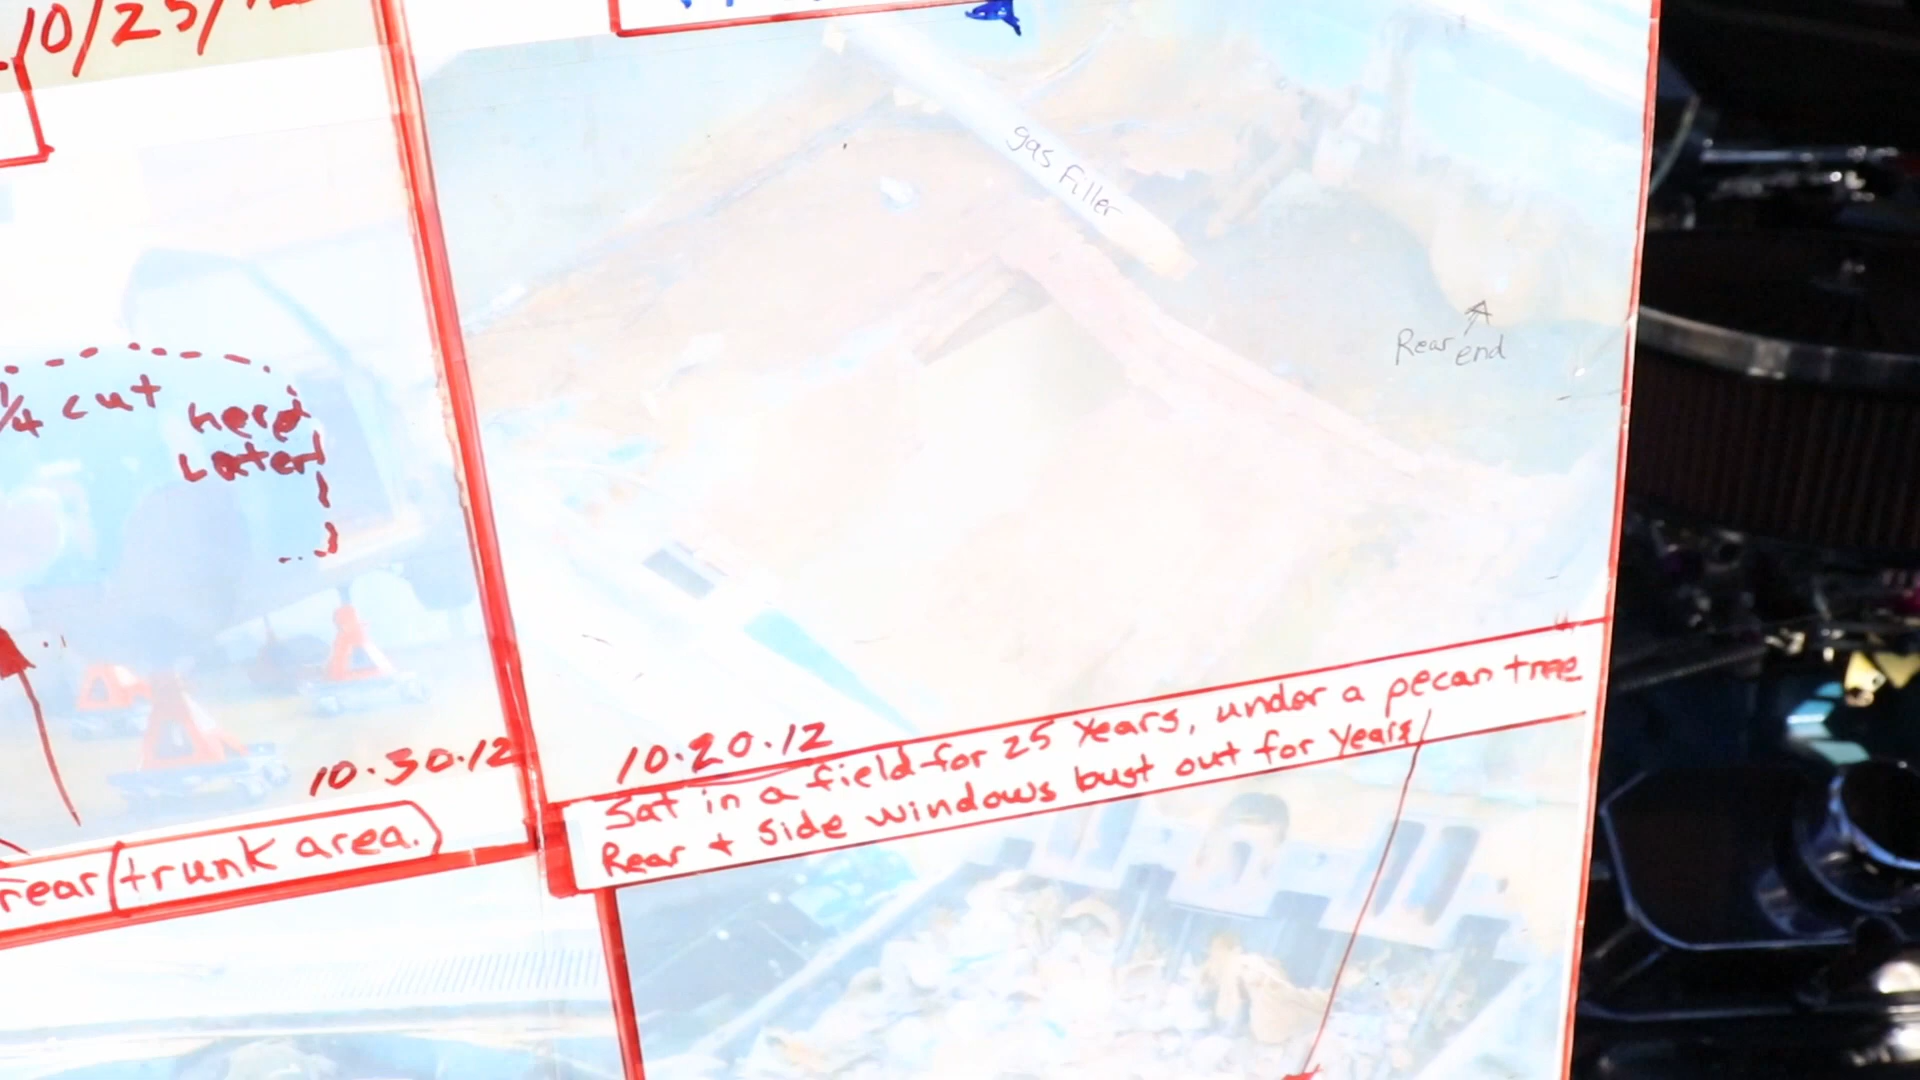 10/25/12
gas Filler
Rear end
1/4 cut here
Later!
10.30.12
rear/trunk area.
10.20.12
Sat in a field for 25 years, under a pecan tree
Rear + side windows bust out for years